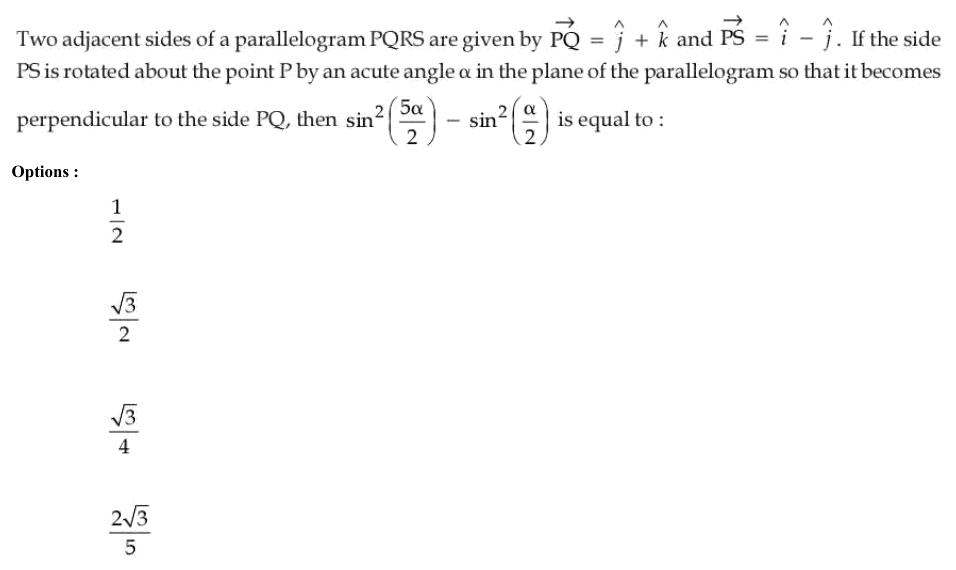 Two adjacent sides of a parallelogram PQRS are given by $\overrightarrow{PQ} = \hat{j} + \hat{k}$ and $\overrightarrow{PS} = \hat{i} - \hat{j}$. If the side
PS is rotated about the point P by an acute angle α in the plane of the parallelogram so that it becomes
perpendicular to the side PQ, then $\sin^2\left(\frac{5\alpha}{2}\right) - \sin^2\left(\frac{\alpha}{2}\right)$ is equal to :
Options :
$\frac{1}{2}$
$\frac{\sqrt{3}}{2}$
$\frac{\sqrt{3}}{4}$
$\frac{2\sqrt{3}}{5}$